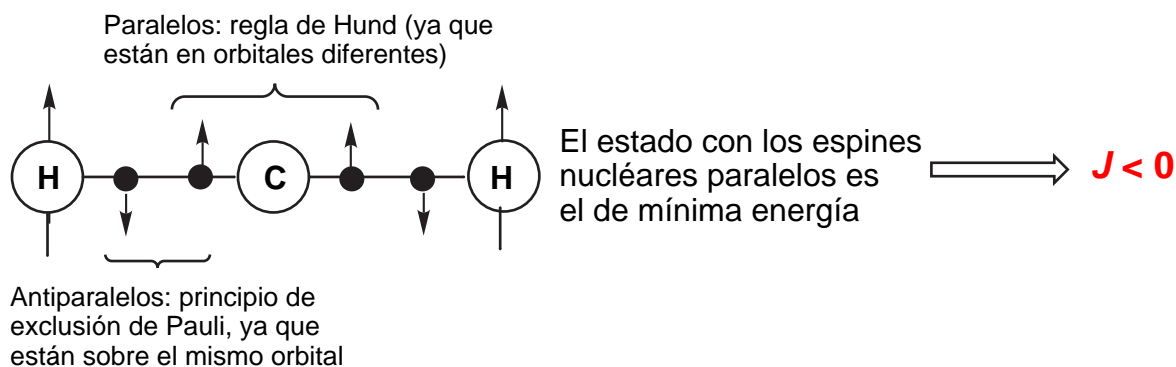 Paralelos: regla de Hund (ya que
están en orbitales diferentes)
H
C
H
El estado con los espines
nucléares paralelos es
el de mínima energía
J < 0
Antiparalelos: principio de
exclusión de Pauli, ya que
están sobre el mismo orbital